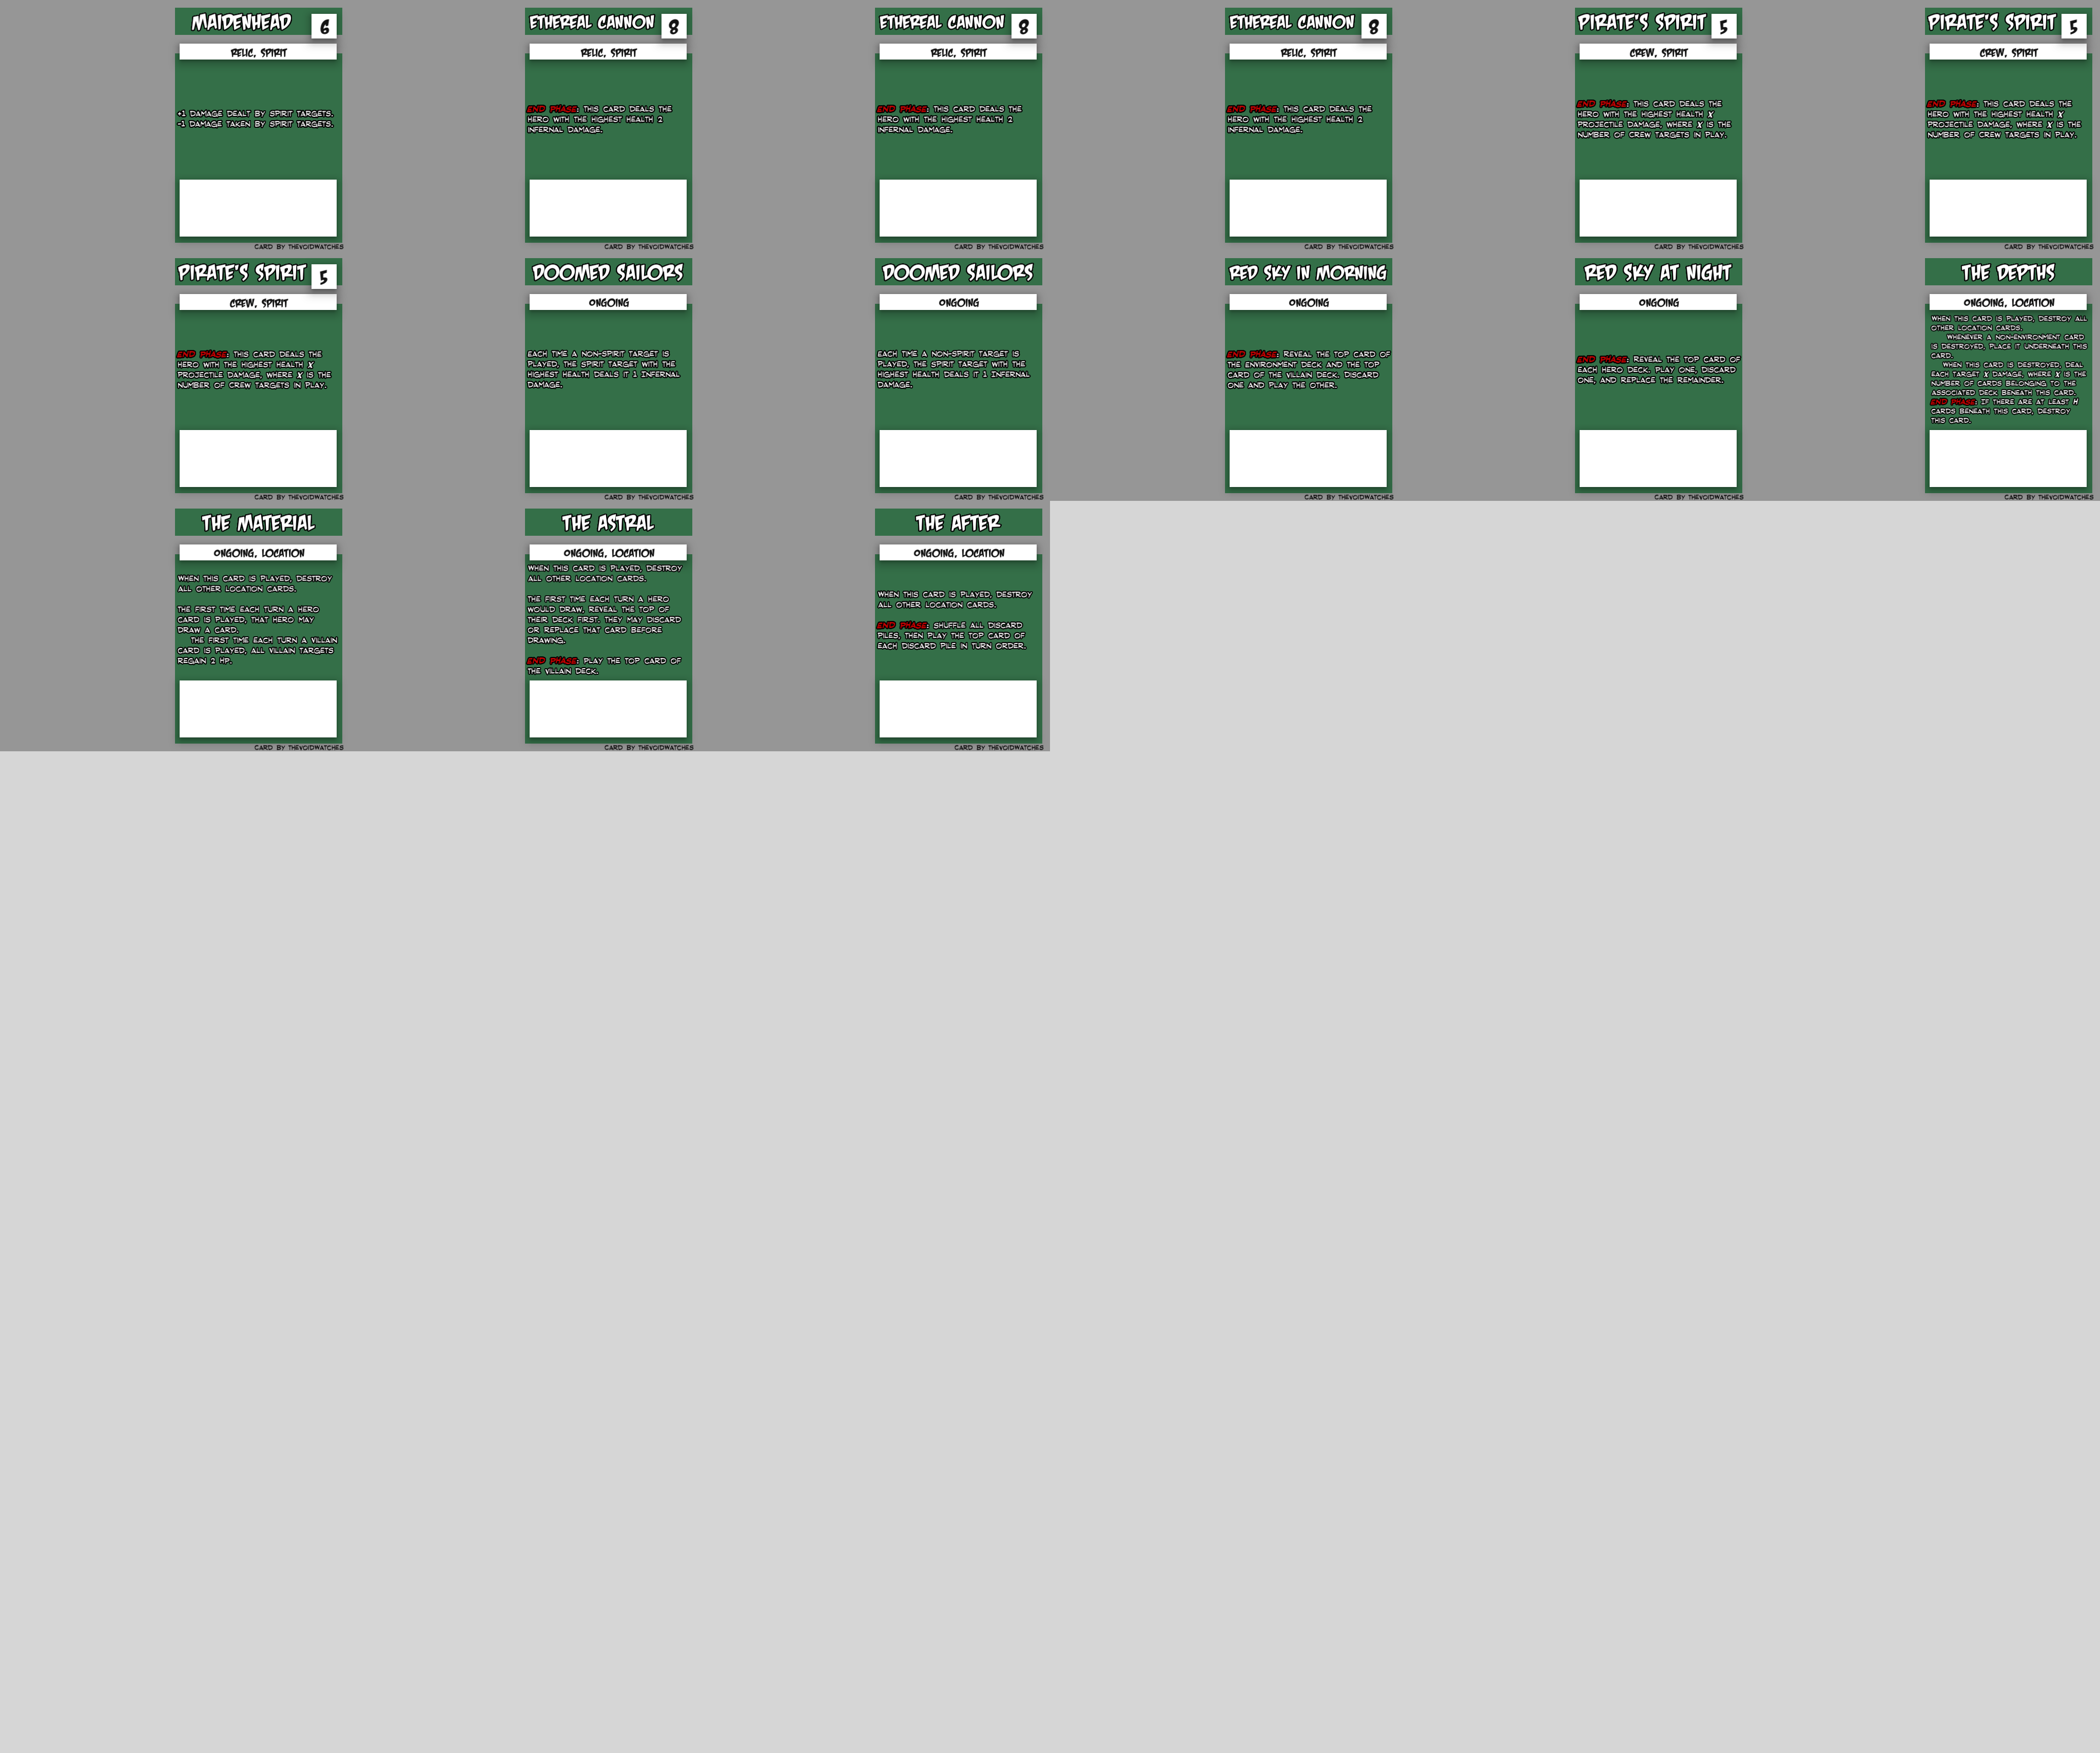 MAIDENHEAD
6
RELIC, SPIRIT
+1 DAMAGE DEALT BY SPIRIT TARGETS.
-1 DAMAGE TAKEN BY SPIRIT TARGETS.
CARD BY THEVOIDWATCHES
ETHEREAL CANNON
8
RELIC, SPIRIT
END PHASE: THIS CARD DEALS THE
HERO WITH THE HIGHEST HEALTH 2
INFERNAL DAMAGE.
CARD BY THEVOIDWATCHES
ETHEREAL CANNON
8
RELIC, SPIRIT
END PHASE: THIS CARD DEALS THE
HERO WITH THE HIGHEST HEALTH 2
INFERNAL DAMAGE.
CARD BY THEVOIDWATCHES
ETHEREAL CANNON
8
RELIC, SPIRIT
END PHASE: THIS CARD DEALS THE
HERO WITH THE HIGHEST HEALTH 2
INFERNAL DAMAGE.
CARD BY THEVOIDWATCHES
PIRATE'S SPIRIT
5
CREW, SPIRIT
END PHASE: THIS CARD DEALS THE
HERO WITH THE HIGHEST HEALTH X
PROJECTILE DAMAGE, WHERE X IS THE
NUMBER OF CREW TARGETS IN PLAY.
CARD BY THEVOIDWATCHES
PIRATE'S SPIRIT
5
CREW, SPIRIT
END PHASE: THIS CARD DEALS THE
HERO WITH THE HIGHEST HEALTH X
PROJECTILE DAMAGE, WHERE X IS THE
NUMBER OF CREW TARGETS IN PLAY.
CARD BY THEVOIDWATCHES
PIRATE'S SPIRIT
5
CREW, SPIRIT
END PHASE: THIS CARD DEALS THE
HERO WITH THE HIGHEST HEALTH X
PROJECTILE DAMAGE, WHERE X IS THE
NUMBER OF CREW TARGETS IN PLAY.
CARD BY THEVOIDWATCHES
DOOMED SAILORS
ONGOING
EACH TIME A NON-SPIRIT TARGET IS
PLAYED, THE SPIRIT TARGET WITH THE
HIGHEST HEALTH DEALS IT 1 INFERNAL
DAMAGE.
CARD BY THEVOIDWATCHES
DOOMED SAILORS
ONGOING
EACH TIME A NON-SPIRIT TARGET IS
PLAYED, THE SPIRIT TARGET WITH THE
HIGHEST HEALTH DEALS IT 1 INFERNAL
DAMAGE.
CARD BY THEVOIDWATCHES
RED SKY IN MORNING
ONGOING
END PHASE: REVEAL THE TOP CARD OF
THE ENVIRONMENT DECK AND THE TOP
CARD OF THE VILLAIN DECK. DISCARD
ONE AND PLAY THE OTHER.
CARD BY THEVOIDWATCHES
RED SKY AT NIGHT
ONGOING
END PHASE: REVEAL THE TOP CARD OF
EACH HERO DECK. PLAY ONE, DISCARD
ONE, AND REPLACE THE REMAINDER.
CARD BY THEVOIDWATCHES
THE DEPTHS
ONGOING, LOCATION
WHEN THIS CARD IS PLAYED, DESTROY ALL
OTHER LOCATION CARDS.
WHENEVER A NON-ENVIRONMENT CARD
IS DESTROYED, PLACE IT UNDERNEATH THIS
CARD.
WHEN THIS CARD IS DESTROYED, DEAL
EACH TARGET X DAMAGE, WHERE X IS THE
NUMBER OF CARDS BELONGING TO THE
ASSOCIATED DECK BENEATH THIS CARD.
END PHASE: IF THERE ARE AT LEAST H
CARDS BENEATH THIS CARD, DESTROY
THIS CARD.
CARD BY THEVOIDWATCHES
THE MATERIAL
ONGOING, LOCATION
WHEN THIS CARD IS PLAYED, DESTROY
ALL OTHER LOCATION CARDS.
THE FIRST TIME EACH TURN A HERO
CARD IS PLAYED, THAT HERO MAY
DRAW A CARD.
THE FIRST TIME EACH TURN A VILLAIN
CARD IS PLAYED, ALL VILLAIN TARGETS
REGAIN 2 HP.
CARD BY THEVOIDWATCHES
THE ASTRAL
ONGOING, LOCATION
WHEN THIS CARD IS PLAYED, DESTROY
ALL OTHER LOCATION CARDS.
THE FIRST TIME EACH TURN A HERO
WOULD DRAW, REVEAL THE TOP OF
THEIR DECK FIRST. THEY MAY DISCARD
OR REPLACE THAT CARD BEFORE
DRAWING.
END PHASE: PLAY THE TOP CARD OF
THE VILLAIN DECK.
CARD BY THEVOIDWATCHES
THE AFTER
ONGOING, LOCATION
WHEN THIS CARD IS PLAYED, DESTROY
ALL OTHER LOCATION CARDS.
END PHASE: SHUFFLE ALL DISCARD
PILES, THEN PLAY THE TOP CARD OF
EACH DISCARD PILE IN TURN ORDER.
CARD BY THEVOIDWATCHES